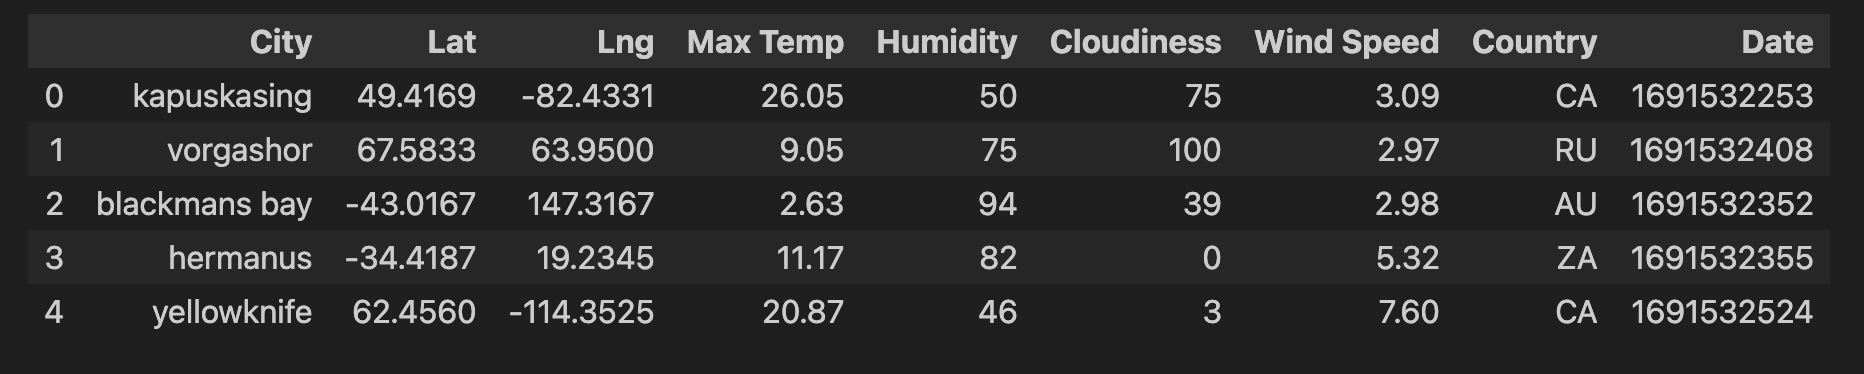 City Lat Lng Max Temp Humidity Cloudiness Wind Speed Country Date
0 kapuskasing 49.4169 -82.4331 26.05 50 75 3.09 CA 1691532253
1 vorgashor 67.5833 63.9500 9.05 75 100 2.97 RU 1691532408
2 blackmans bay -43.0167 147.3167 2.63 94 39 2.98 AU 1691532352
3 hermanus -34.4187 19.2345 11.17 82 0 5.32 ZA 1691532355
4 yellowknife 62.4560 -114.3525 20.87 46 3 7.60 CA 1691532524